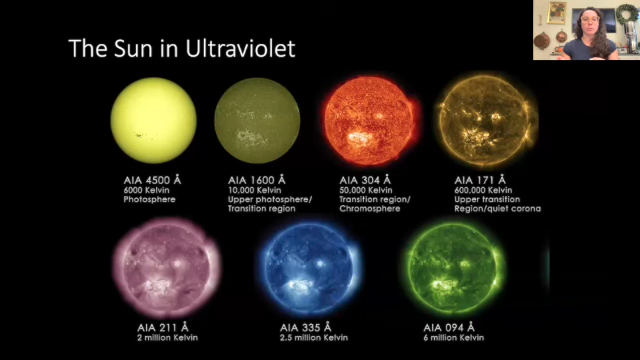 The Sun in Ultraviolet
AIA 4500 Å
6000 Kelvin
Photosphere
AIA 1600 Å
10,000 Kelvin
Upper photosphere/
Transition region
AIA 304 Å
50,000 Kelvin
Transition region/
Chromosphere
AIA 171 Å
600,000 Kelvin
Upper transition
Region/quiet corona
AIA 211 Å
2 million Kelvin
AIA 335 Å
2.5 million Kelvin
AIA 094 Å
6 million Kelvin